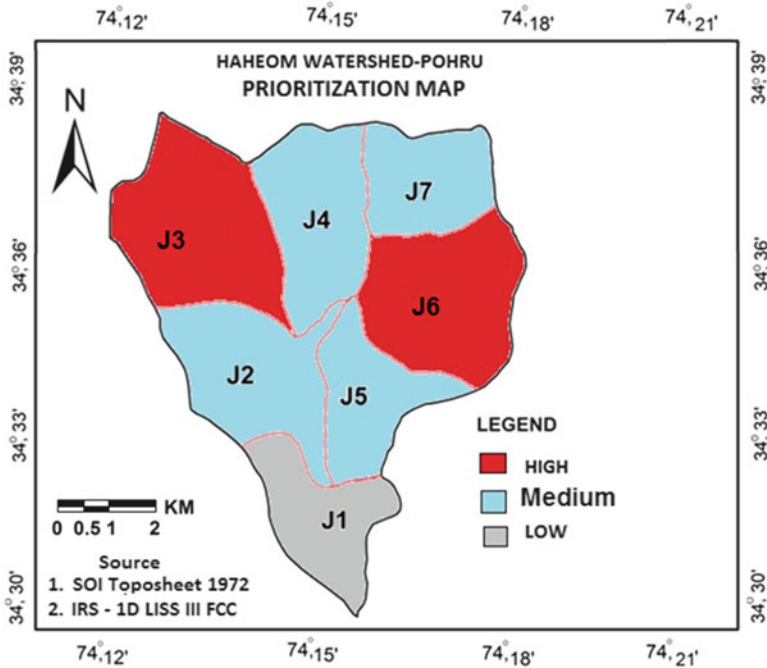 74°,12' 74°,15' 74°,18' 74°,21'
34°, 39' 34°, 39'
HAHEOM WATERSHED-POHRU
PRIORITIZATION MAP
N
J7
J4
J3
34°, 36' 34°, 36'
J6
J2
J5
34°, 33' 34°, 33'
LEGEND
HIGH
Medium
LOW
J1
KM
0 0.5 1 2
Source
1. SOI Toposheet 1972
2. IRS - 1D LISS III FCC
34°, 30' 34°, 30'
74°,12' 74°,15' 74°,18' 74°,21'